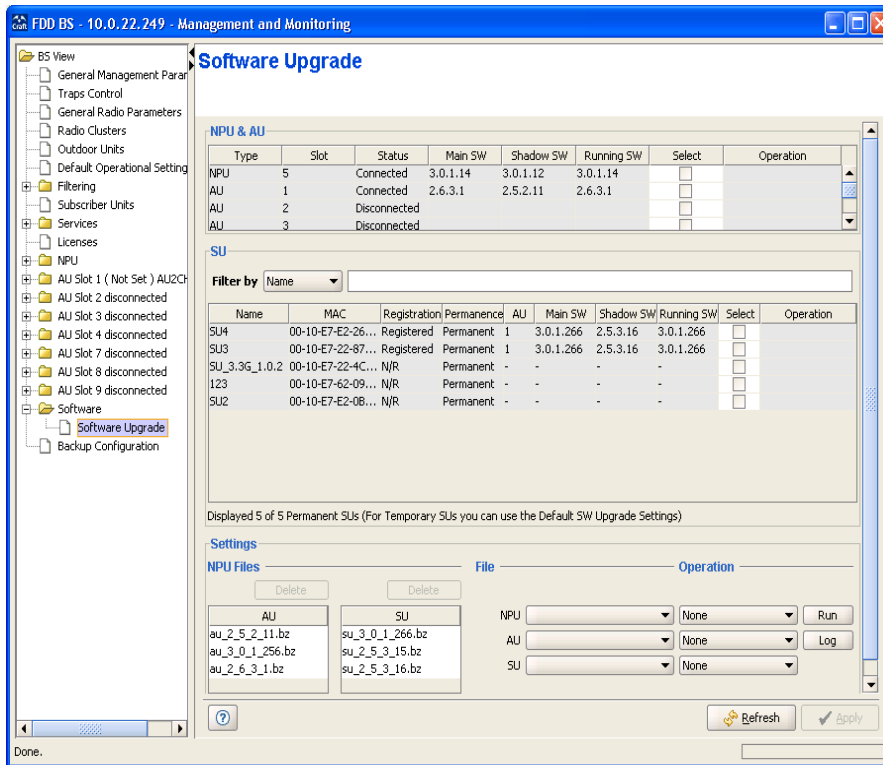 Craft FDD BS - 10.0.22.249 - Management and Monitoring
BS View
General Management Parar
Traps Control
General Radio Parameters
Radio Clusters
Outdoor Units
Default Operational Setting
Filtering
Subscriber Units
Services
Licenses
NPU
AU Slot 1 ( Not Set ) AU2CH
AU Slot 2 disconnected
AU Slot 3 disconnected
AU Slot 4 disconnected
AU Slot 7 disconnected
AU Slot 8 disconnected
AU Slot 9 disconnected
Software
Software Upgrade
Backup Configuration
Software Upgrade
NPU & AU
Type Slot Status Main SW Shadow SW Running SW Select Operation
NPU 5 Connected 3.0.1.14 3.0.1.12 3.0.1.14
AU 1 Connected 2.6.3.1 2.5.2.11 2.6.3.1
AU 2 Disconnected
AU 3 Disconnected
SU
Filter by Name
Name MAC Registration Permanence AU Main SW Shadow SW Running SW Select Operation
SU4 00-10-E7-E2-26... Registered Permanent 1 3.0.1.266 2.5.3.16 3.0.1.266
SU3 00-10-E7-22-87... Registered Permanent 1 3.0.1.266 2.5.3.16 3.0.1.266
SU_3.3G_1.0.2 00-10-E7-22-4C... N/R Permanent - - - -
123 00-10-E7-62-09... N/R Permanent - - - -
SU2 00-10-E7-E2-0B... N/R Permanent - - - -
Displayed 5 of 5 Permanent SUs (For Temporary SUs you can use the Default SW Upgrade Settings)
Settings
NPU Files File Operation
Delete Delete
AU SU
au_2_5_2_11.bz su_3_0_1_266.bz
au_3_0_1_256.bz su_2_5_3_15.bz
au_2_6_3_1.bz su_2_5_3_16.bz
NPU None Run
AU None Log
SU None
? Refresh Apply
Done.